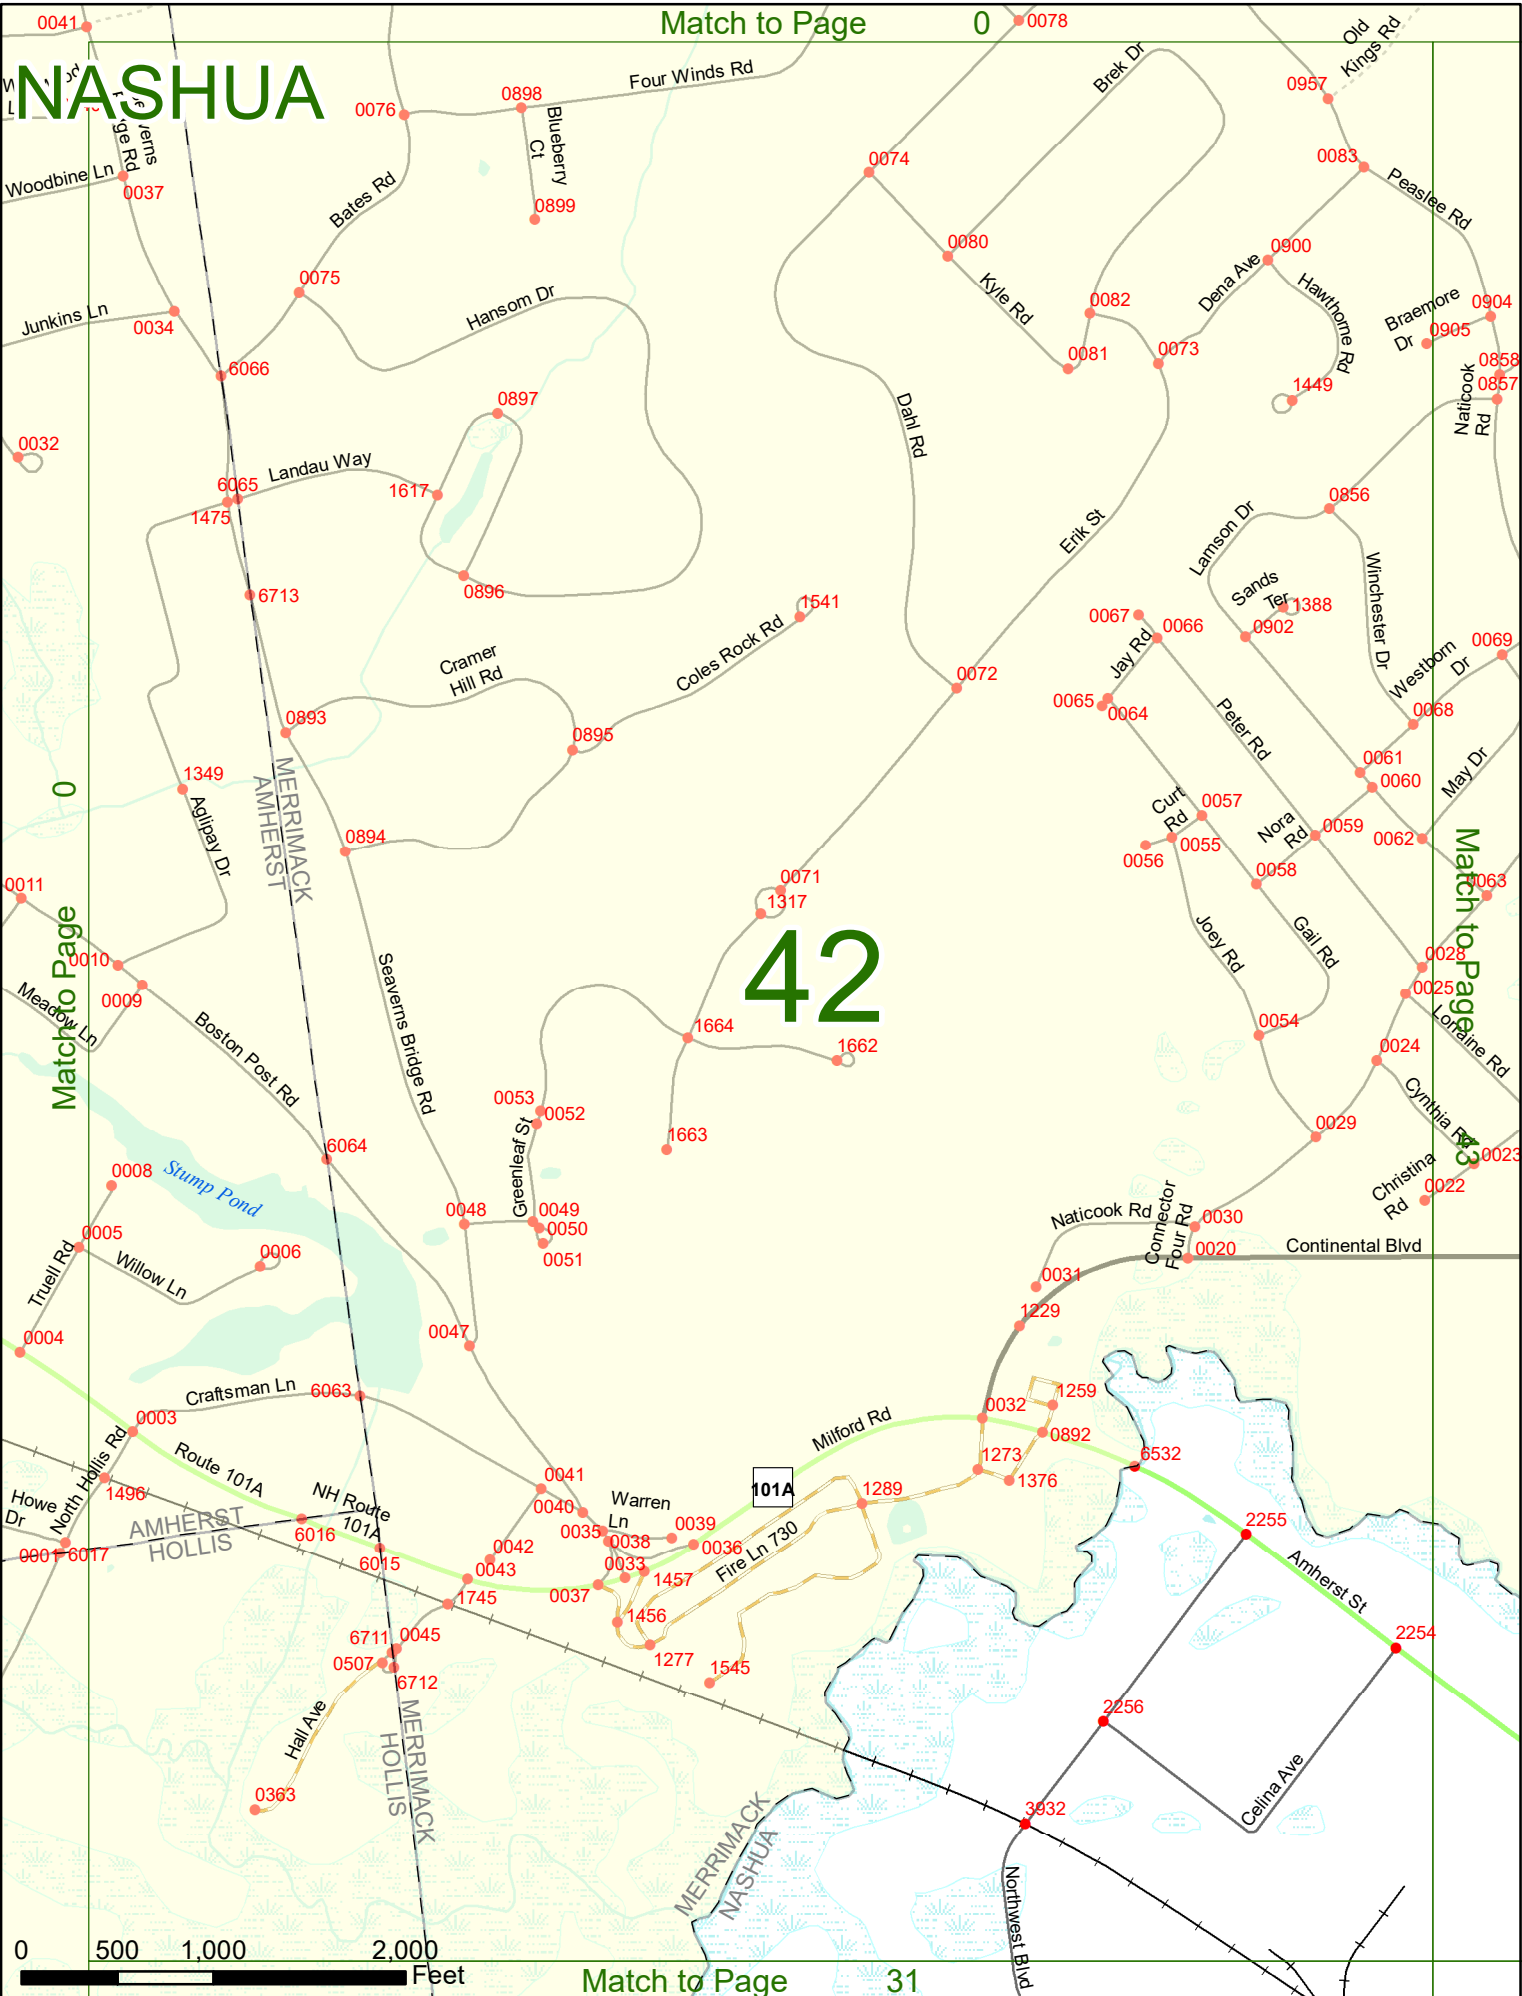 Match to Page
0
0041
0078
Old
Kings Rd
NASHUA
Four Winds Rd
Brek Dr
0957
0076
0898
Blueberry
Ct
0074
0083
Woodbine Ln
0037
Peaslee Rd
Bates Rd
0899
0080
0900
0075
Hansom Dr
Kyle Rd
Dena Ave
Hawthorne Rd
0082
Braemore
Dr
0904
0905
Junkins Ln
0034
6066
0081
0073
0858
0857
1449
Naticook
Rd
0897
Dahl Rd
0032
Landau Way
6065
1617
1475
0856
Lamson Dr
Erik St
Winchester Dr
6713
0896
1541
Sands
Ter
1388
0067
0066
0902
Cramer
Hill Rd
Coles Rock Rd
Jay Rd
0069
Westborn
Dr
0072
0065
0064
0068
0893
0895
Peter Rd
0061
0060
May Dr
MERRIMACK
AMHERST
1349
0
Aglipay Dr
Curt
Rd
0057
Nora
Rd
0059
0062
0894
0055
0056
0058
0063
0011
0071
1317
Match to Page
42
Joey Rd
Gail Rd
0010
0028
0009
Seaverns Bridge Rd
0025
Meadow Ln
Match to Page
Boston Post Rd
1664
1662
0054
Lorraine Rd
0024
0053
0052
Cynthia Rd
1663
0029
6064
43
0023
Stump Pond
Greenleaf St
Christina
Rd
0022
0008
0048
0049
0050
0051
Naticook Rd
Connector
Four Rd
0030
0020
Continental Blvd
0005
Truell Rd
Willow Ln
0006
0031
1229
0004
0047
Craftsman Ln
6063
1259
0032
0892
0003
Milford Rd
North Hollis Rd
Route 101A
6532
1273
1376
1496
0041
101A
1289
Howe
Dr
NH Route
101A
0040
Warren
Ln
AMHERST
HOLLIS
6016
0035
0038
0039
0036
2255
0001
6017
6015
0042
0043
0033
1457
Fire Ln 730
Amherst St
0037
1745
1456
6711
0045
1277
2254
0507
6712
1545
Hall Ave
2256
MERRIMACK
HOLLIS
0363
3932
Celina Ave
MERRIMACK
NASHUA
Northwest Blvd
0 500 1,000 2,000
Feet
Match to Page
31